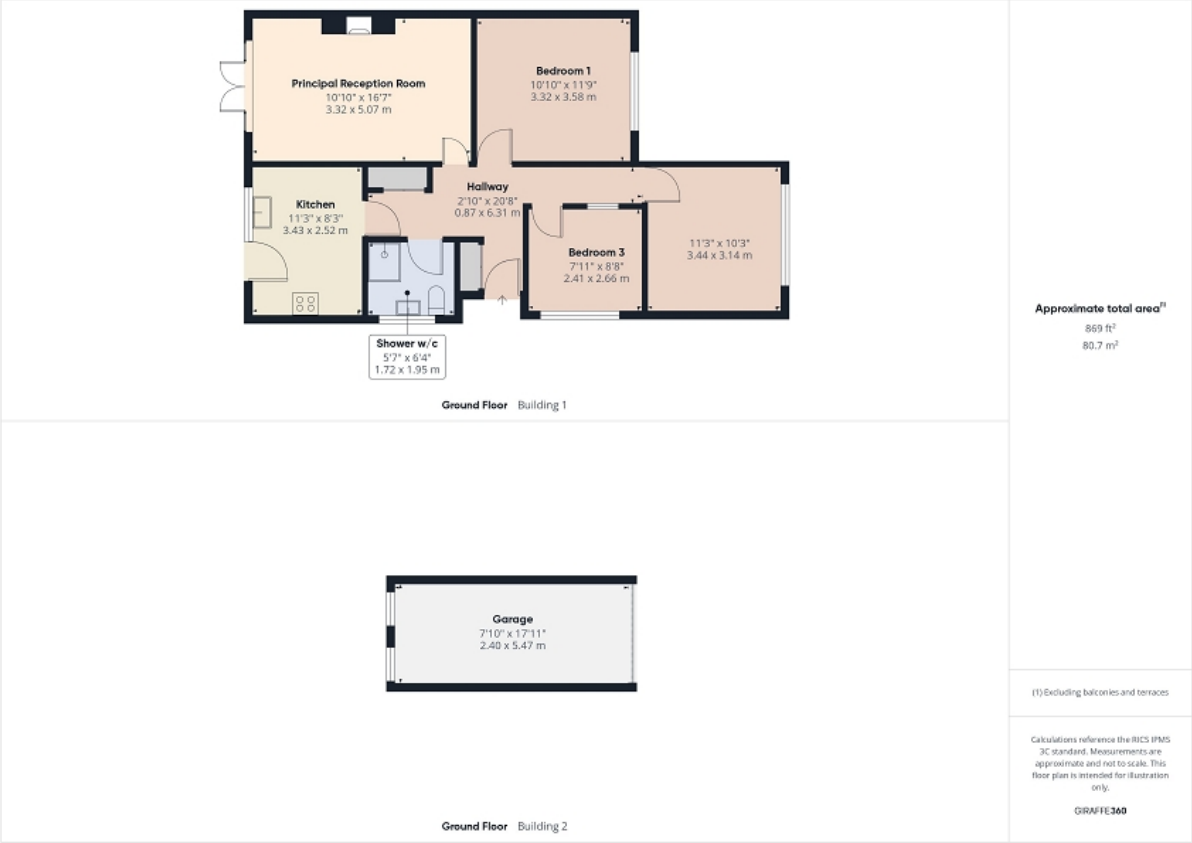 Principal Reception Room
10'10" x 16'7"
3.32 x 5.07 m
Bedroom 1
10'10" x 11'9"
3.32 x 3.58 m
Kitchen
11'3" x 8'3"
3.43 x 2.52 m
Hallway
2'10" x 20'8"
0.87 x 6.31 m
Bedroom 3
7'11" x 8'8"
2.41 x 2.66 m
11'3" x 10'3"
3.44 x 3.14 m
Shower w/c
5'7" x 6'4"
1.72 x 1.95 m
Ground Floor Building 1
Garage
7'10" x 17'11"
2.40 x 5.47 m
Ground Floor Building 2
Approximate total area⁽¹⁾
869 ft²
80.7 m²
(1) Excluding balconies and terraces
Calculations reference the RICS IPMS
3C standard. Measurements are
approximate and not to scale. This
floor plan is intended for illustration
only.
GIRAFFE360